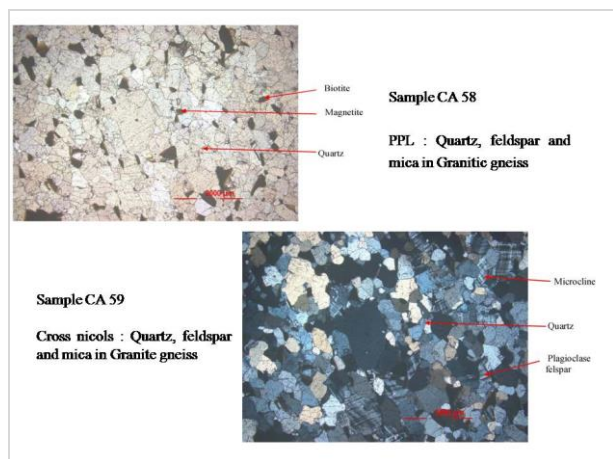 Biotite
Magnetite
Quartz
Sample CA 58
PPL : Quartz, feldspar and
mica in Granitic gneiss
Sample CA 59
Cross nicols : Quartz, feldspar
and mica in Granite gneiss
Microcline
Quartz
Plagioclase
felspar